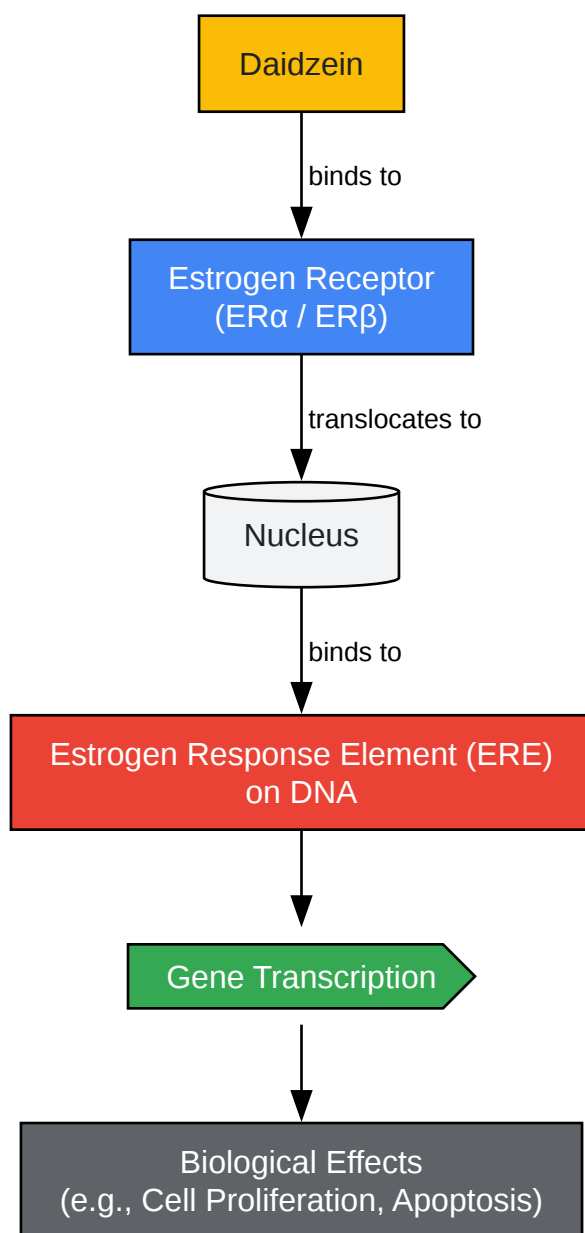 Daidzein
binds to
Estrogen Receptor
(ERα / ERβ)
translocates to
Nucleus
binds to
Estrogen Response Element (ERE)
on DNA
Gene Transcription
Biological Effects
(e.g., Cell Proliferation, Apoptosis)